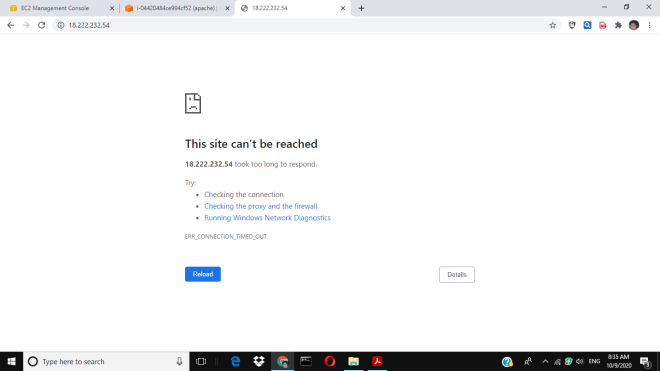 EC2 Management Console
i-04420484ce994cf52 (apache) |
18.222.232.54
18.222.232.54
This site can't be reached
18.222.232.54 took too long to respond.
Try:
• Checking the connection
• Checking the proxy and the firewall
• Running Windows Network Diagnostics
ERR_CONNECTION_TIMED_OUT
Reload
Details
Type here to search
ENG
8:35 AM
10/9/2020